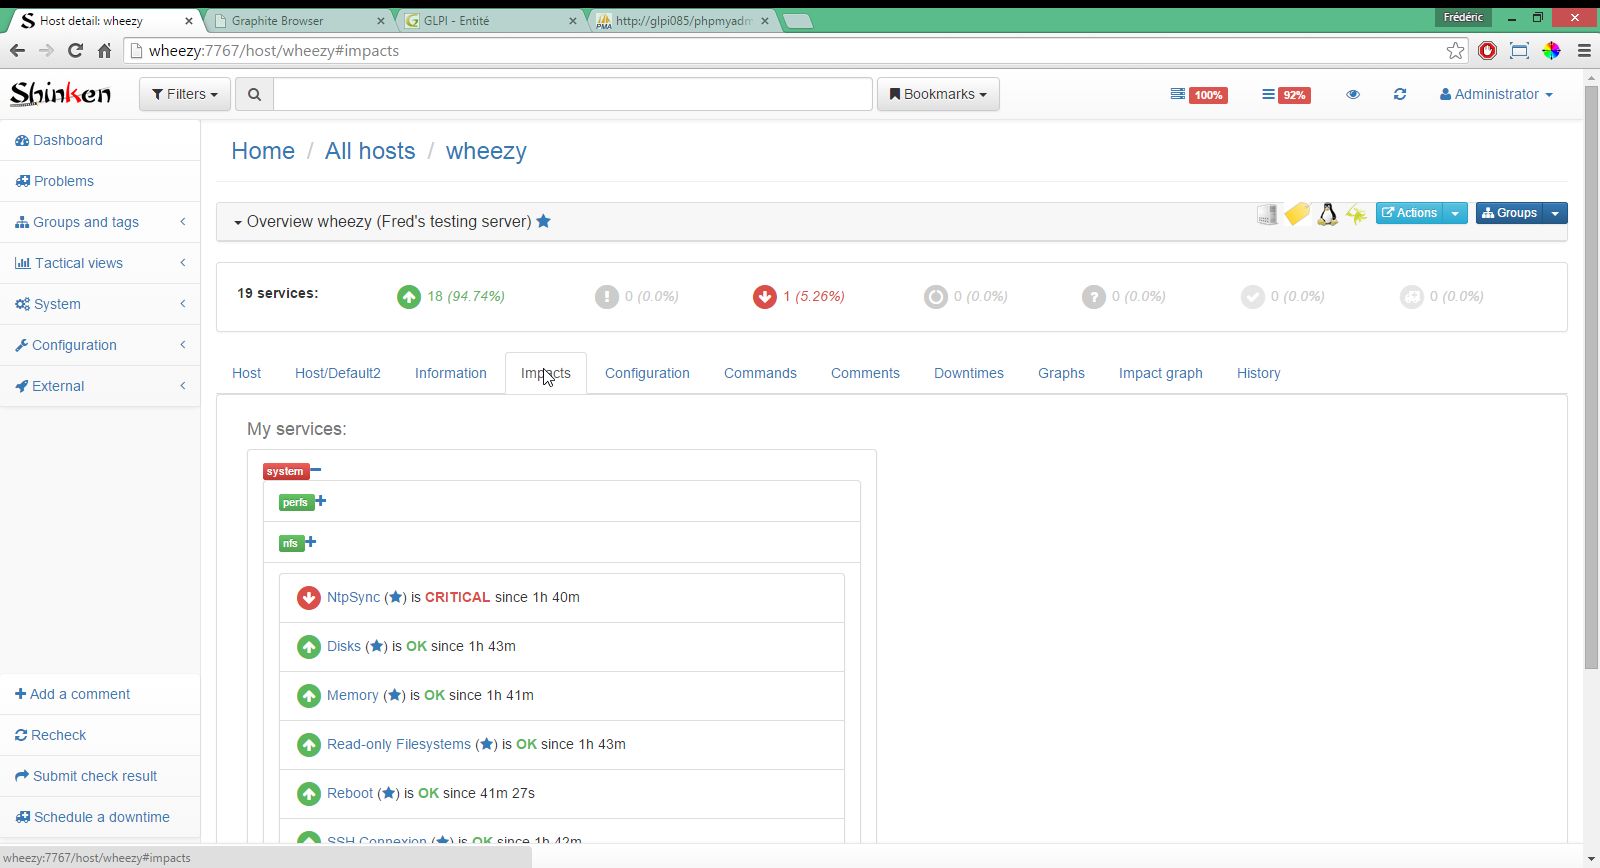 Host detail: wheezy
Graphite Browser
GLPI - Entité
http://glpi085/phpmyadm
Frédéric
wheezy:7767/host/wheezy#impacts
Shinken
Filters
Bookmarks
100%
92%
Administrator
Dashboard
Problems
Groups and tags
Tactical views
System
Configuration
External
Add a comment
Recheck
Submit check result
Schedule a downtime
Home / All hosts / wheezy
Overview wheezy (Fred's testing server)
Actions
Groups
19 services:
18 (94.74%)
0 (0.0%)
1 (5.26%)
0 (0.0%)
0 (0.0%)
0 (0.0%)
0 (0.0%)
Host
Host/Default2
Information
Impacts
Configuration
Commands
Comments
Downtimes
Graphs
Impact graph
History
My services:
system
perfs
nfs
NtpSync (★) is CRITICAL since 1h 40m
Disks (★) is OK since 1h 43m
Memory (★) is OK since 1h 41m
Read-only Filesystems (★) is OK since 1h 43m
Reboot (★) is OK since 41m 27s
SSH Connexion (★) is OK since 1h 42m
wheezy:7767/host/wheezy#impacts